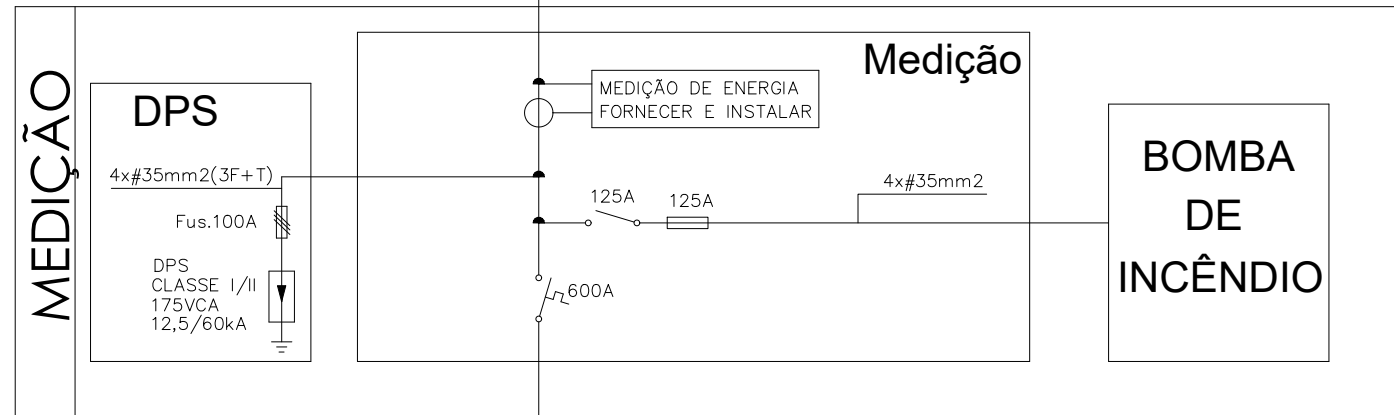 MEDIÇÃO
DPS
4x#35mm2(3F+T)
Fus.100A
DPS
CLASSE I/II
175VCA
12,5/60kA
Medição
MEDIÇÃO DE ENERGIA
FORNECER E INSTALAR
125A
125A
4x#35mm2
600A
BOMBA
DE
INCÊNDIO